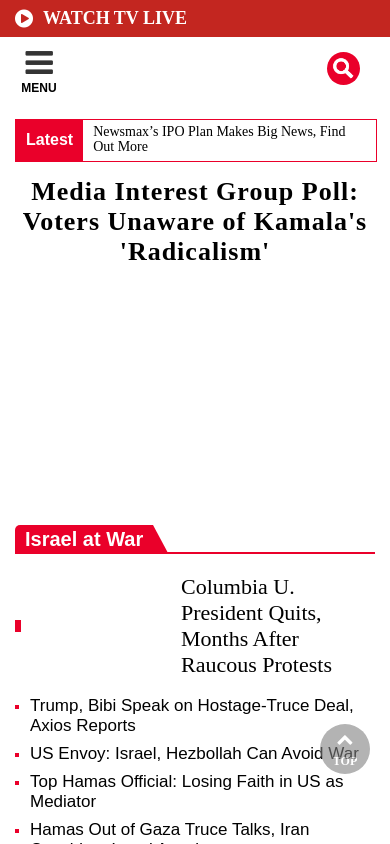 WATCH TV LIVE
MENU
Latest
Newsmax’s IPO Plan Makes Big News, Find
Out More
Media Interest Group Poll:
Voters Unaware of Kamala's
'Radicalism'
Israel at War
Columbia U.
President Quits,
Months After
Raucous Protests
Trump, Bibi Speak on Hostage-Truce Deal,
Axios Reports
US Envoy: Israel, Hezbollah Can Avoid War
TOP
Top Hamas Official: Losing Faith in US as
Mediator
Hamas Out of Gaza Truce Talks, Iran